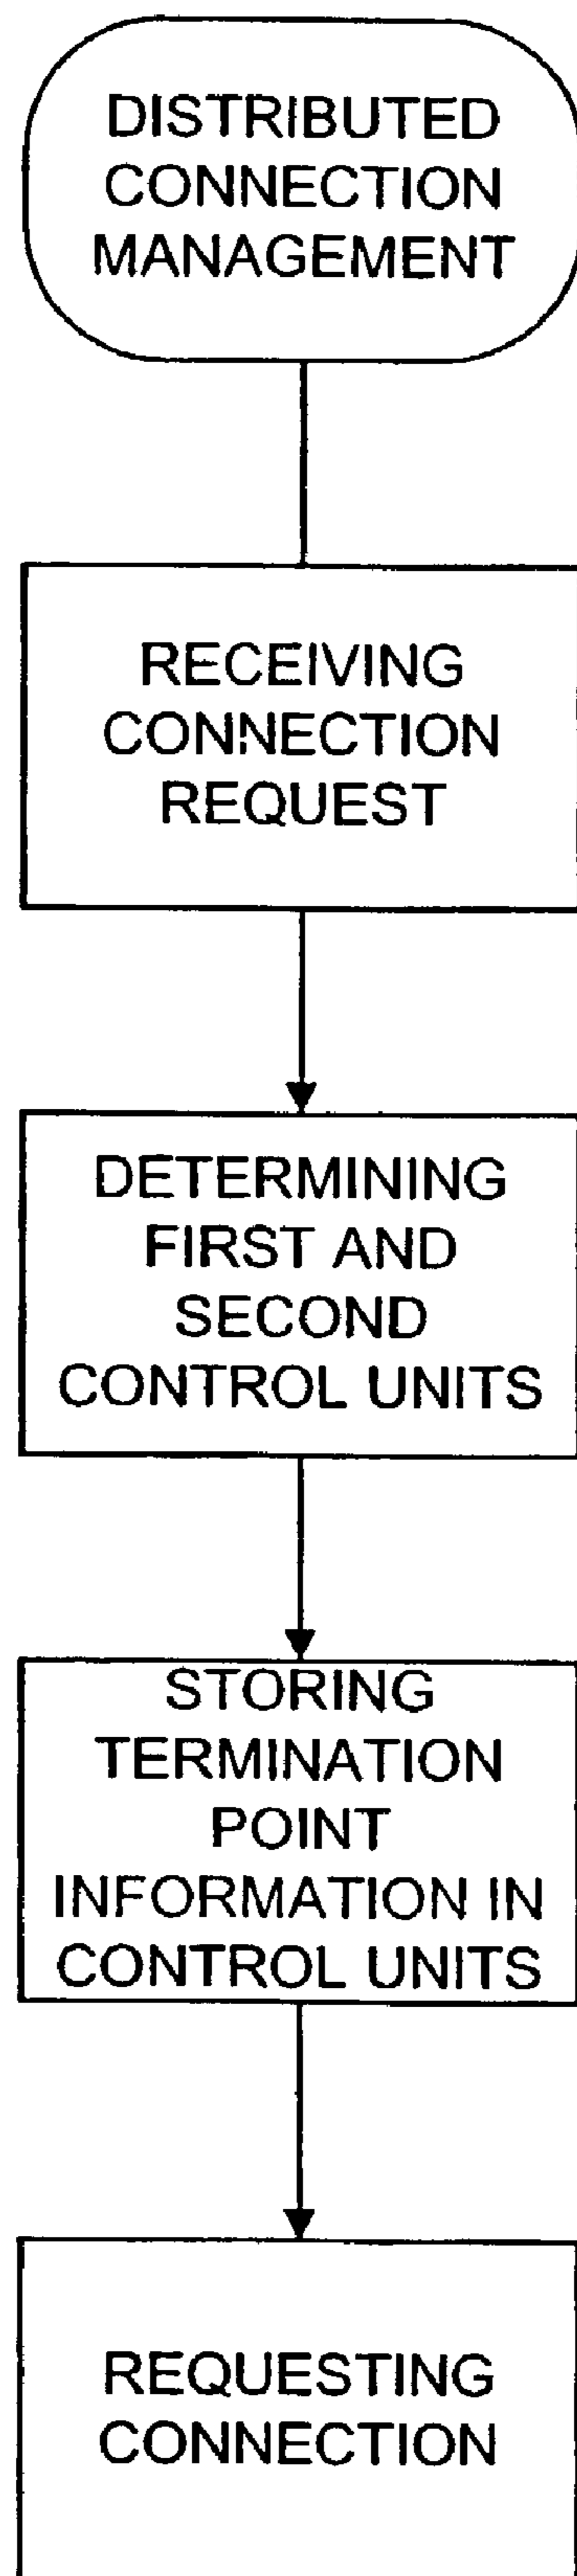 DISTRIBUTED
CONNECTION
MANAGEMENT
RECEIVING
CONNECTION
REQUEST
DETERMINING
FIRST AND
SECOND
CONTROL UNITS
STORING
TERMINATION
POINT
INFORMATION IN
CONTROL UNITS
REQUESTING
CONNECTION